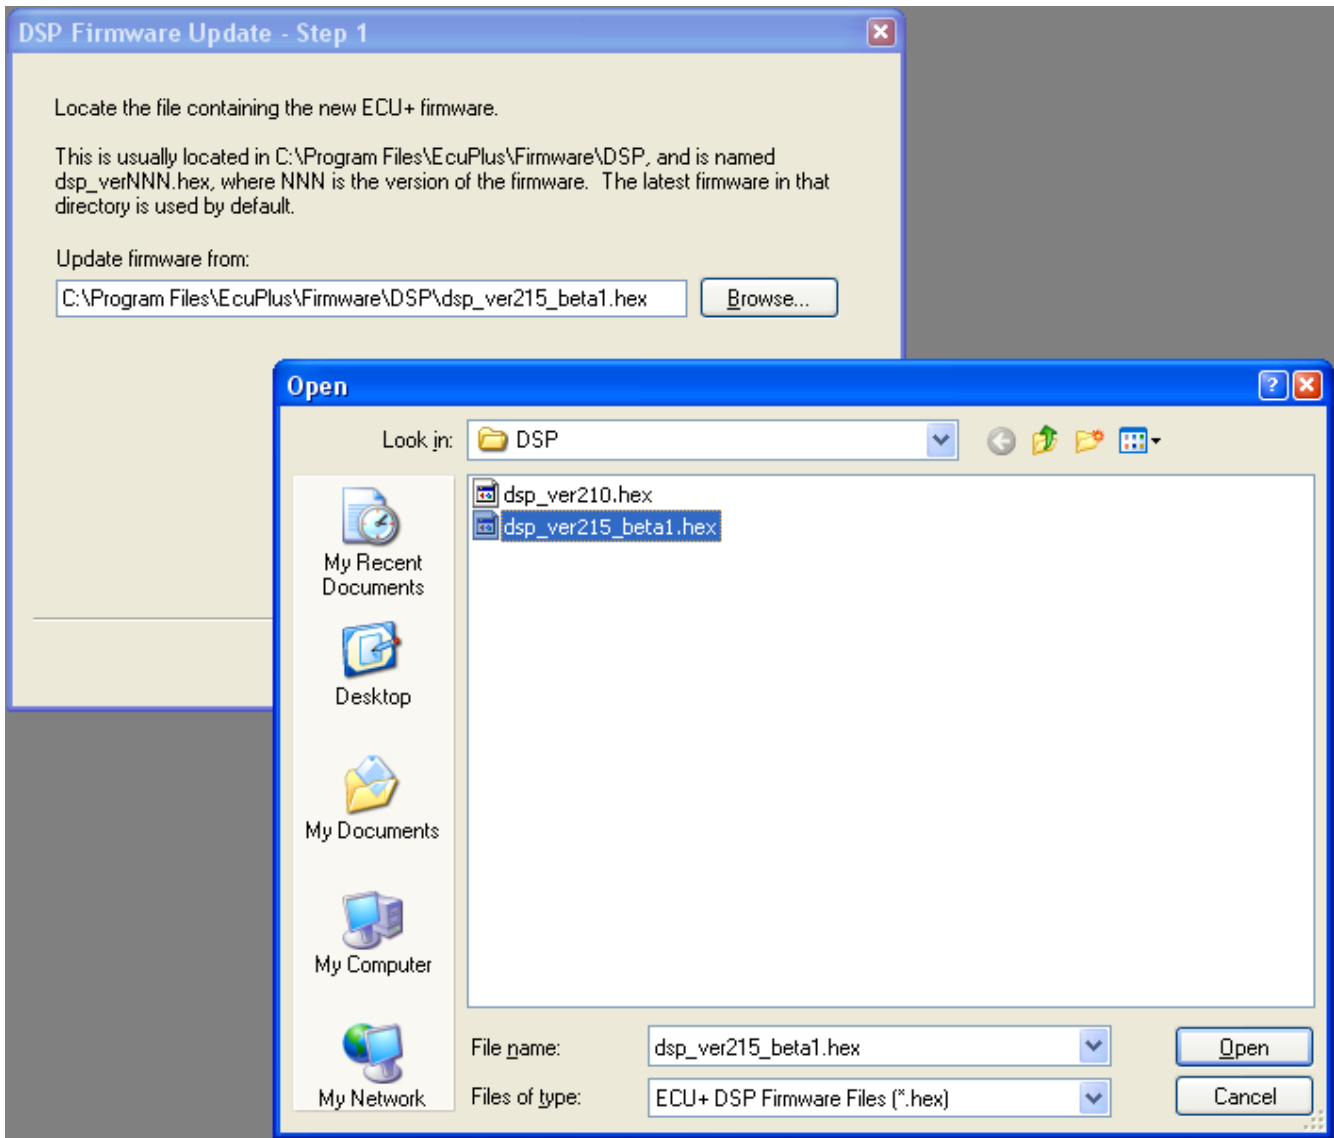 DSP Firmware Update - Step 1
Locate the file containing the new ECU+ firmware.
This is usually located in C:\Program Files\EcuPlus\Firmware\DSP, and is named
dsp_verNNN.hex, where NNN is the version of the firmware.  The latest firmware in that
directory is used by default.
Update firmware from:
C:\Program Files\EcuPlus\Firmware\DSP\dsp_ver215_beta1.hex
Browse...
Open
Look in:
DSP
dsp_ver210.hex
dsp_ver215_beta1.hex
My Recent
Documents
Desktop
My Documents
My Computer
My Network
File name:
dsp_ver215_beta1.hex
Open
Files of type:
ECU+ DSP Firmware Files (*.hex)
Cancel